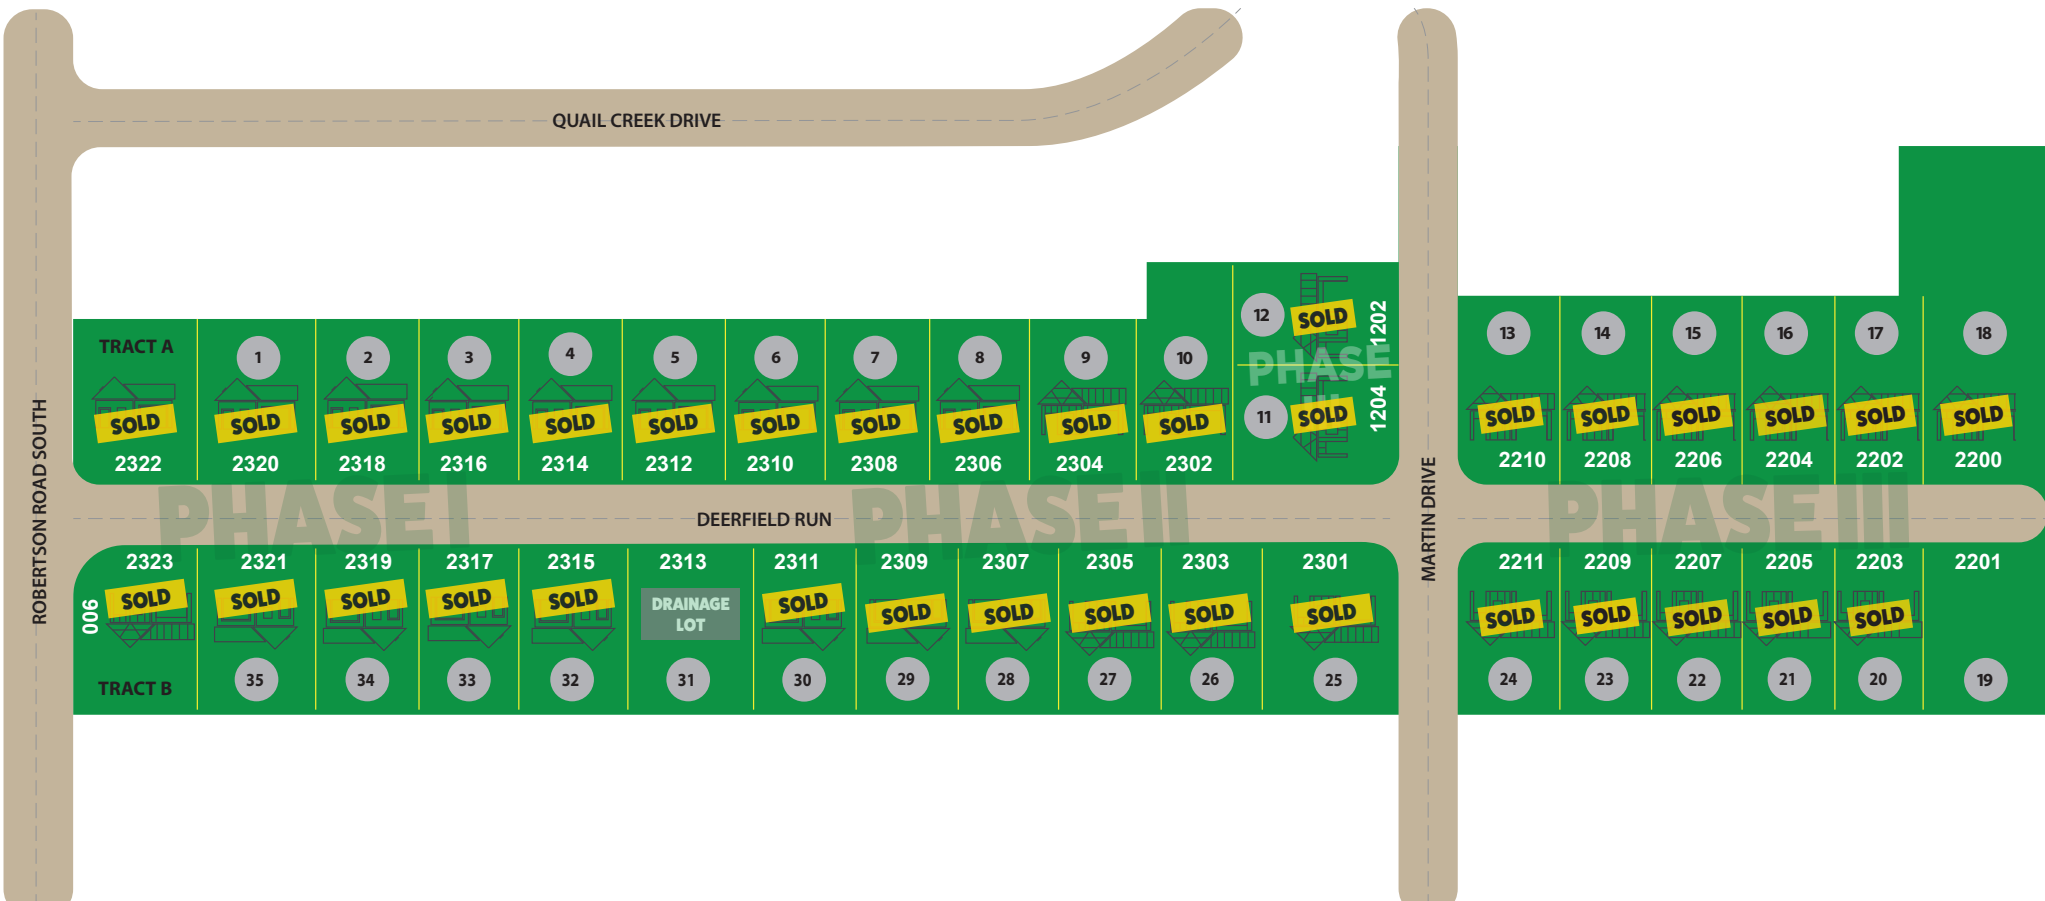 QUAIL CREEK DRIVE
ROBERTSON ROAD SOUTH
MARTIN DRIVE
12
SOLD
1202
PHASE
III
11
SOLD
1204
TRACT A
1 2 3 4 5 6 7 8 9 10
SOLD SOLD SOLD SOLD SOLD SOLD SOLD SOLD SOLD SOLD SOLD
2322 2320 2318 2316 2314 2312 2310 2308 2306 2304 2302
13 14 15 16 17 18
SOLD SOLD SOLD SOLD SOLD SOLD
2210 2208 2206 2204 2202 2200
PHASE I
PHASE II
PHASE III
DEERFIELD RUN
2323 2321 2319 2317 2315 2313 2311 2309 2307 2305 2303 2301
900
SOLD SOLD SOLD SOLD SOLD
DRAINAGE
LOT
SOLD SOLD SOLD SOLD SOLD SOLD
TRACT B
35 34 33 32 31 30 29 28 27 26 25
2211 2209 2207 2205 2203 2201
SOLD SOLD SOLD SOLD SOLD
24 23 22 21 20 19